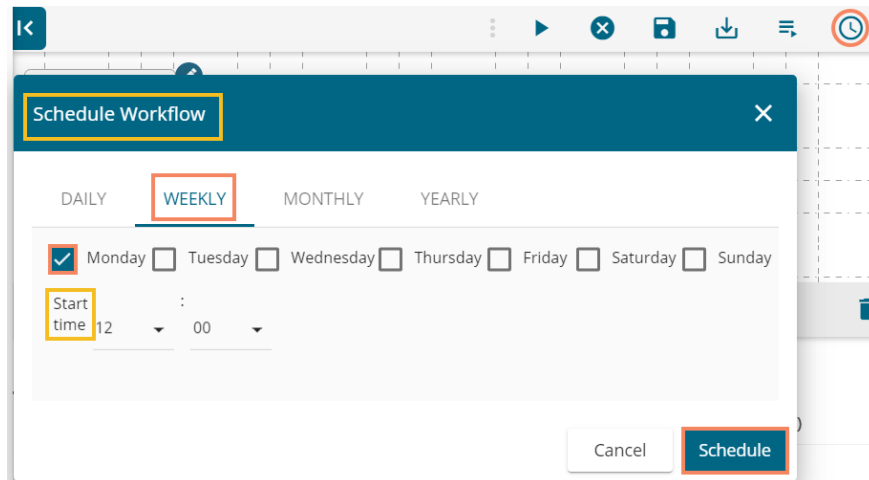 Schedule Workflow
DAILY WEEKLY MONTHLY YEARLY
Monday Tuesday Wednesday Thursday Friday Saturday Sunday
Start time
12 : 00
)
Cancel Schedule